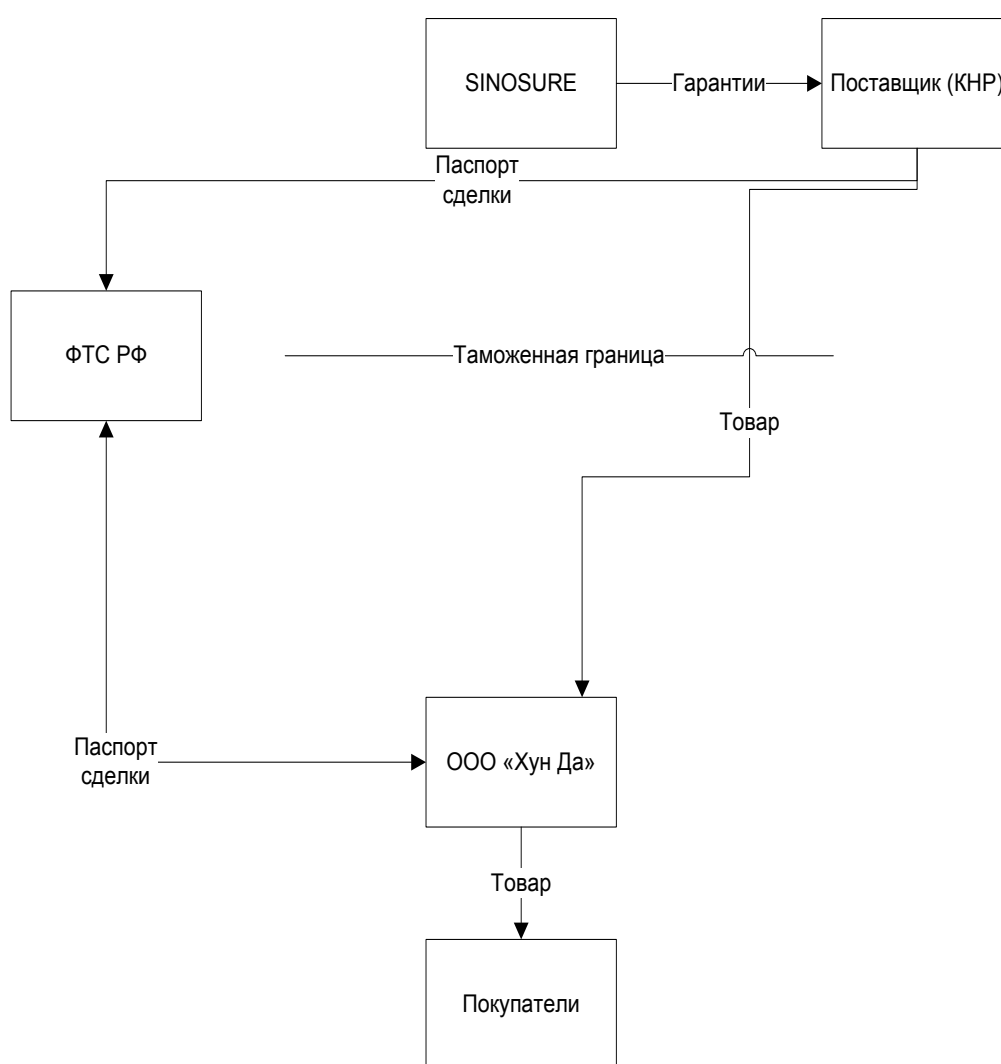 SINOSURE
Гарантии
Поставщик (КНР)
Паспорт
сделки
ФТС РФ
Таможенная граница
Товар
Паспорт
сделки
ООО «Хун Да»
Товар
Покупатели